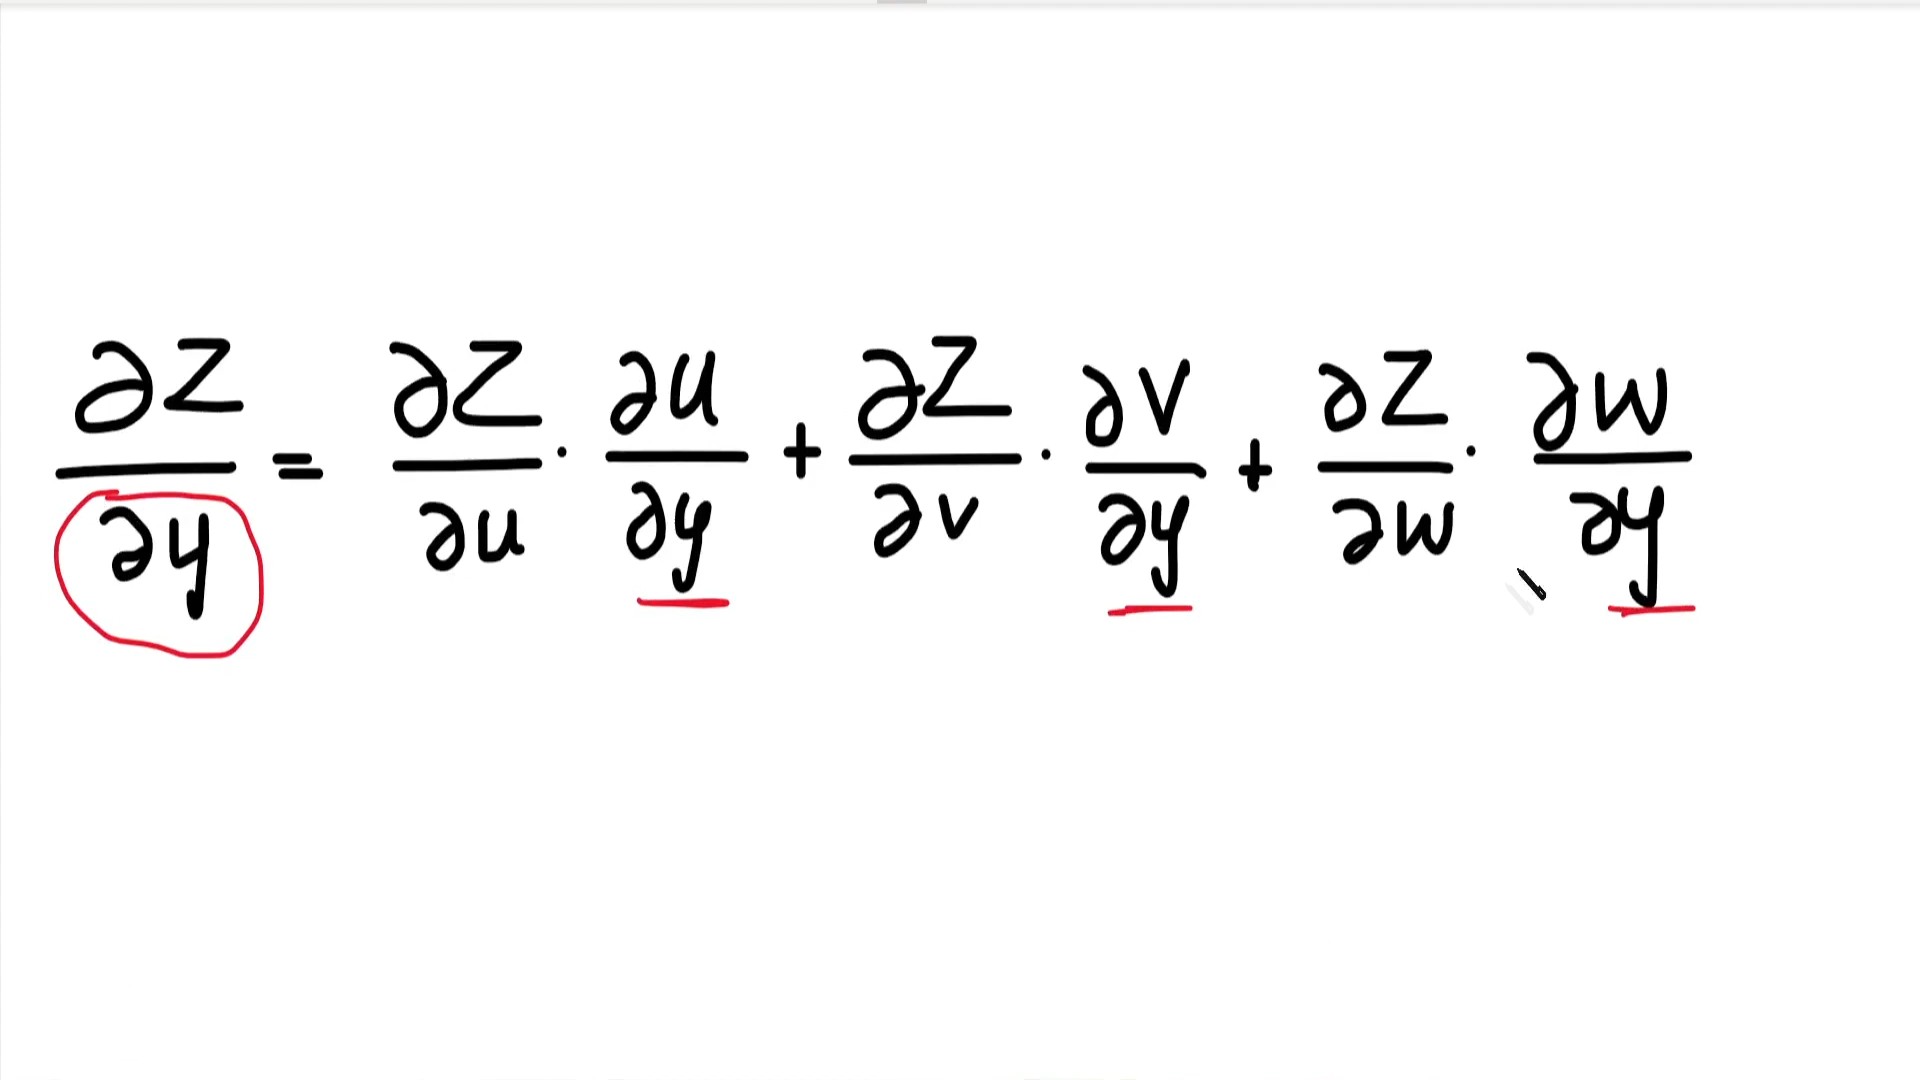 ∂z/∂y = ∂z/∂u · ∂u/∂y + ∂z/∂v · ∂v/∂y + ∂z/∂w · ∂w/∂y